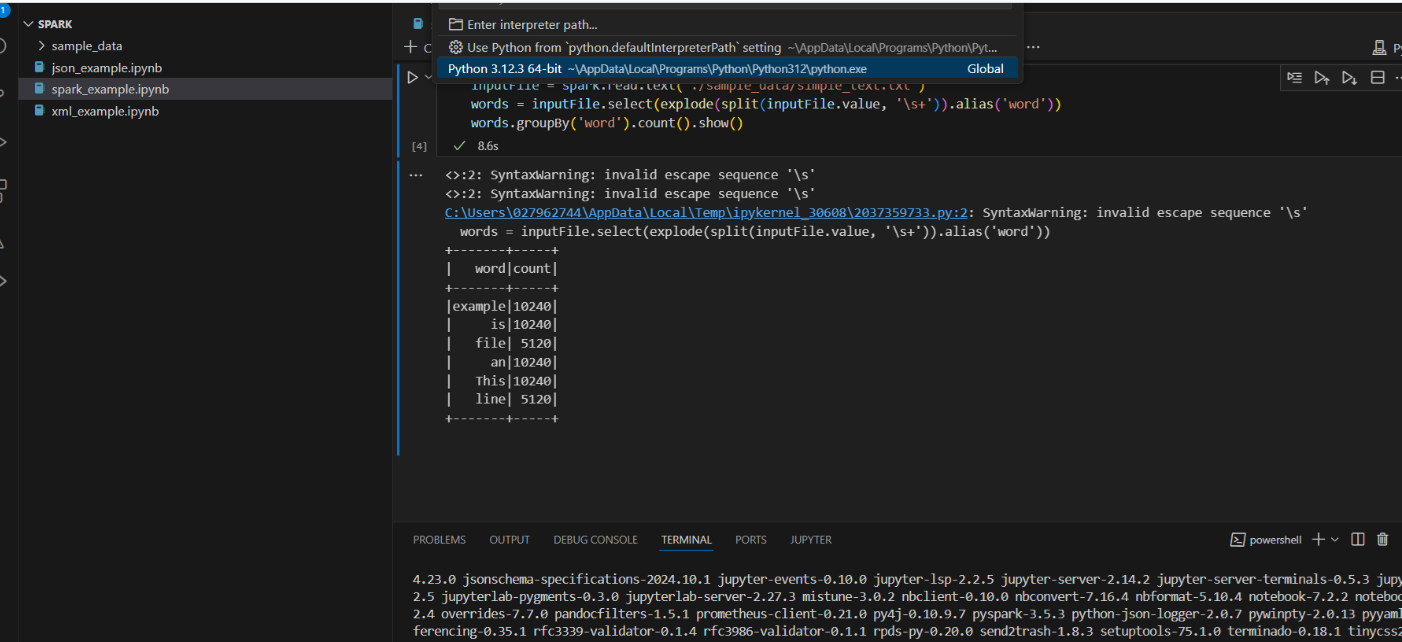 1
SPARK
sample_data
json_example.ipynb
spark_example.ipynb
xml_example.ipynb
Enter interpreter path...
Use Python from `python.defaultInterpreterPath` setting ~\AppData\Local\Programs\Python\Pyt...
Python 3.12.3 64-bit ~\AppData\Local\Programs\Python\Python312\python.exe Global
inputFile = spark.read.text("./sample_data/simple_text.txt")
words = inputFile.select(explode(split(inputFile.value, '\s+')).alias('word'))
words.groupBy('word').count().show()
[4] 8.6s
<>:2: SyntaxWarning: invalid escape sequence '\s'
<>:2: SyntaxWarning: invalid escape sequence '\s'
C:\Users\027962744\AppData\Local\Temp\ipykernel_30608\2037359733.py:2: SyntaxWarning: invalid escape sequence '\s'
words = inputFile.select(explode(split(inputFile.value, '\s+')).alias('word'))
+-------+-----+
|   word|count|
+-------+-----+
|example|10240|
|     is|10240|
|   file| 5120|
|     an|10240|
|   This|10240|
|   line| 5120|
+-------+-----+
PROBLEMS OUTPUT DEBUG CONSOLE TERMINAL PORTS JUPYTER
powershell
4.23.0 jsonschema-specifications-2024.10.1 jupyter-events-0.10.0 jupyter-lsp-2.2.5 jupyter-server-2.14.2 jupyter-server-terminals-0.5.3 jupy
2.5 jupyterlab-pygments-0.3.0 jupyterlab-server-2.27.3 mistune-3.0.2 nbclient-0.10.0 nbconvert-7.16.4 nbformat-5.10.4 notebook-7.2.2 notebo
2.4 overrides-7.7.0 pandocfilters-1.5.1 prometheus-client-0.21.0 py4j-0.10.9.7 pyspark-3.5.3 python-json-logger-2.0.7 pywinpty-2.0.13 pyyaml
ferencing-0.35.1 rfc3339-validator-0.1.4 rfc3986-validator-0.1.1 rpds-py-0.20.0 send2trash-1.8.3 setuptools-75.1.0 terminado-0.18.1 tinycss2